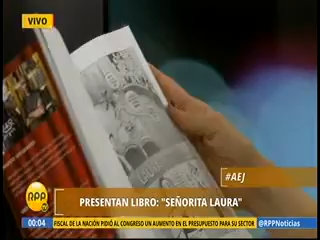 VIVO
#AEJ
PRESENTAN LIBRO: "SEÑORITA LAURA"
RPP
00:04
FISCAL DE LA NACIÓN PIDIÓ AL CONGRESO UN AUMENTO EN EL PRESUPUESTO PARA SU SECTOR
@RPPNoticias